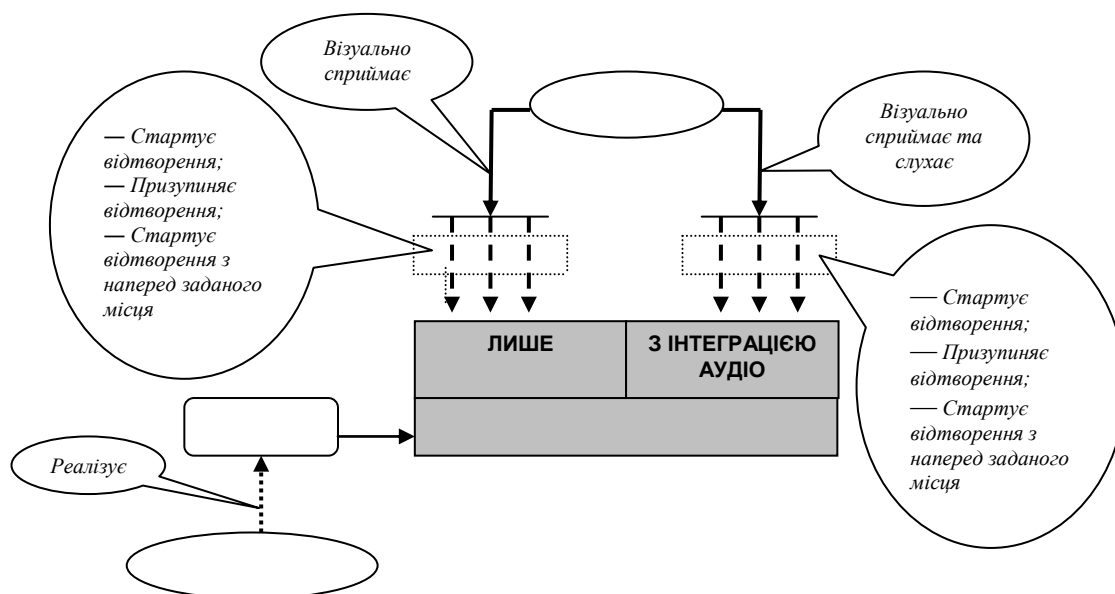 Візуально
сприймає
— Стартує
відтворення;
— Призупиняє
відтворення;
— Стартує
відтворення з
наперед заданого
місця
Візуально
сприймає та
слухає
ЛИШЕ
З ІНТЕГРАЦІЄЮ
АУДІО
— Стартує
відтворення;
— Призупиняє
відтворення;
— Стартує
відтворення з
наперед заданого
місця
Реалізує